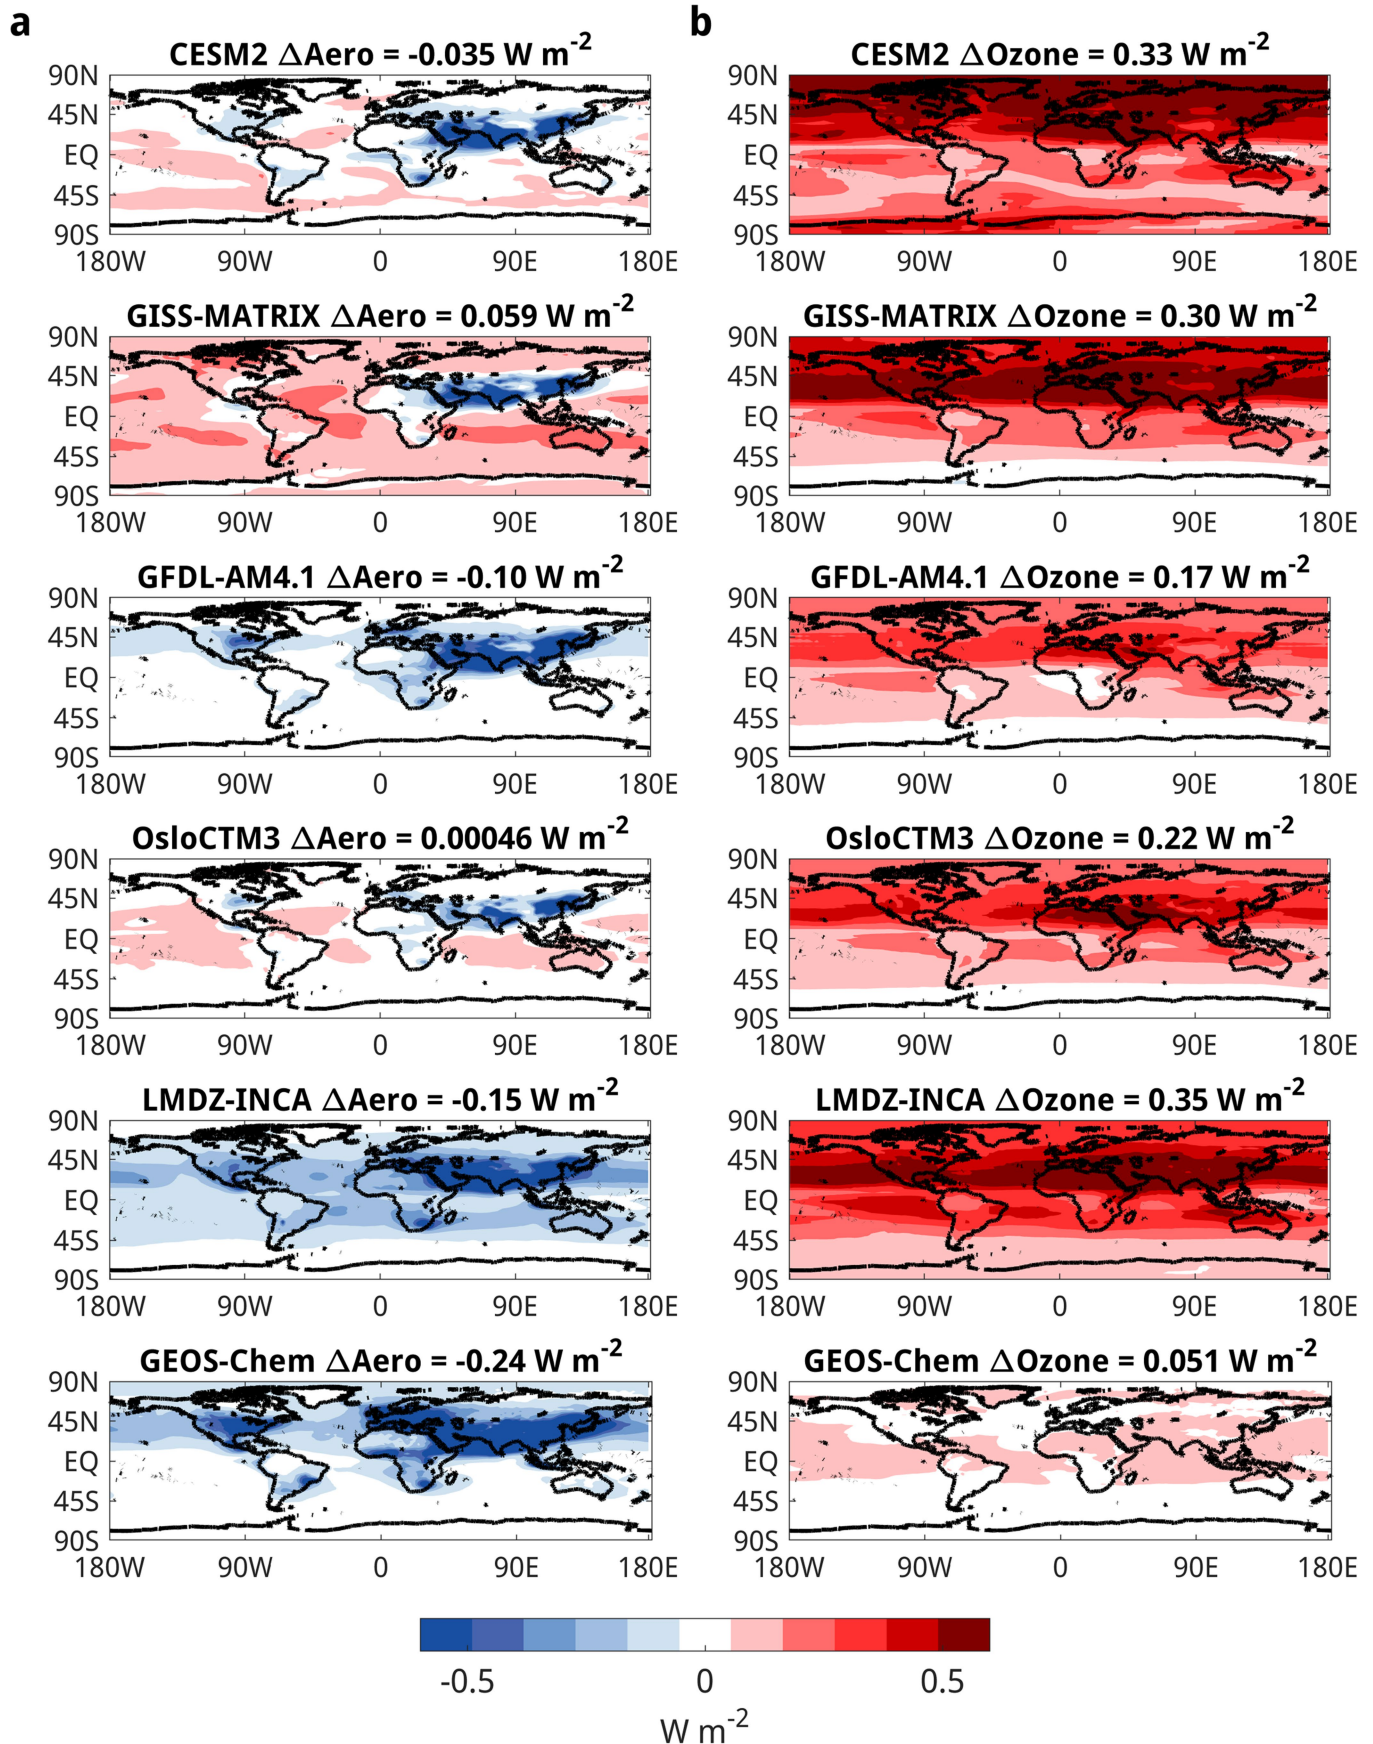 a
b
CESM2 ΔAero = -0.035 W m-2
CESM2 ΔOzone = 0.33 W m-2
90N
45N
EQ
45S
90S
180W 90W 0 90E 180E
90N
45N
EQ
45S
90S
180W 90W 0 90E 180E
GISS-MATRIX ΔAero = 0.059 W m-2
GISS-MATRIX ΔOzone = 0.30 W m-2
90N
45N
EQ
45S
90S
180W 90W 0 90E 180E
90N
45N
EQ
45S
90S
180W 90W 0 90E 180E
GFDL-AM4.1 ΔAero = -0.10 W m-2
GFDL-AM4.1 ΔOzone = 0.17 W m-2
90N
45N
EQ
45S
90S
180W 90W 0 90E 180E
90N
45N
EQ
45S
90S
180W 90W 0 90E 180E
OsloCTM3 ΔAero = 0.00046 W m-2
OsloCTM3 ΔOzone = 0.22 W m-2
90N
45N
EQ
45S
90S
180W 90W 0 90E 180E
90N
45N
EQ
45S
90S
180W 90W 0 90E 180E
LMDZ-INCA ΔAero = -0.15 W m-2
LMDZ-INCA ΔOzone = 0.35 W m-2
90N
45N
EQ
45S
90S
180W 90W 0 90E 180E
90N
45N
EQ
45S
90S
180W 90W 0 90E 180E
GEOS-Chem ΔAero = -0.24 W m-2
GEOS-Chem ΔOzone = 0.051 W m-2
90N
45N
EQ
45S
90S
180W 90W 0 90E 180E
90N
45N
EQ
45S
90S
180W 90W 0 90E 180E
-0.5 0 0.5
W m-2